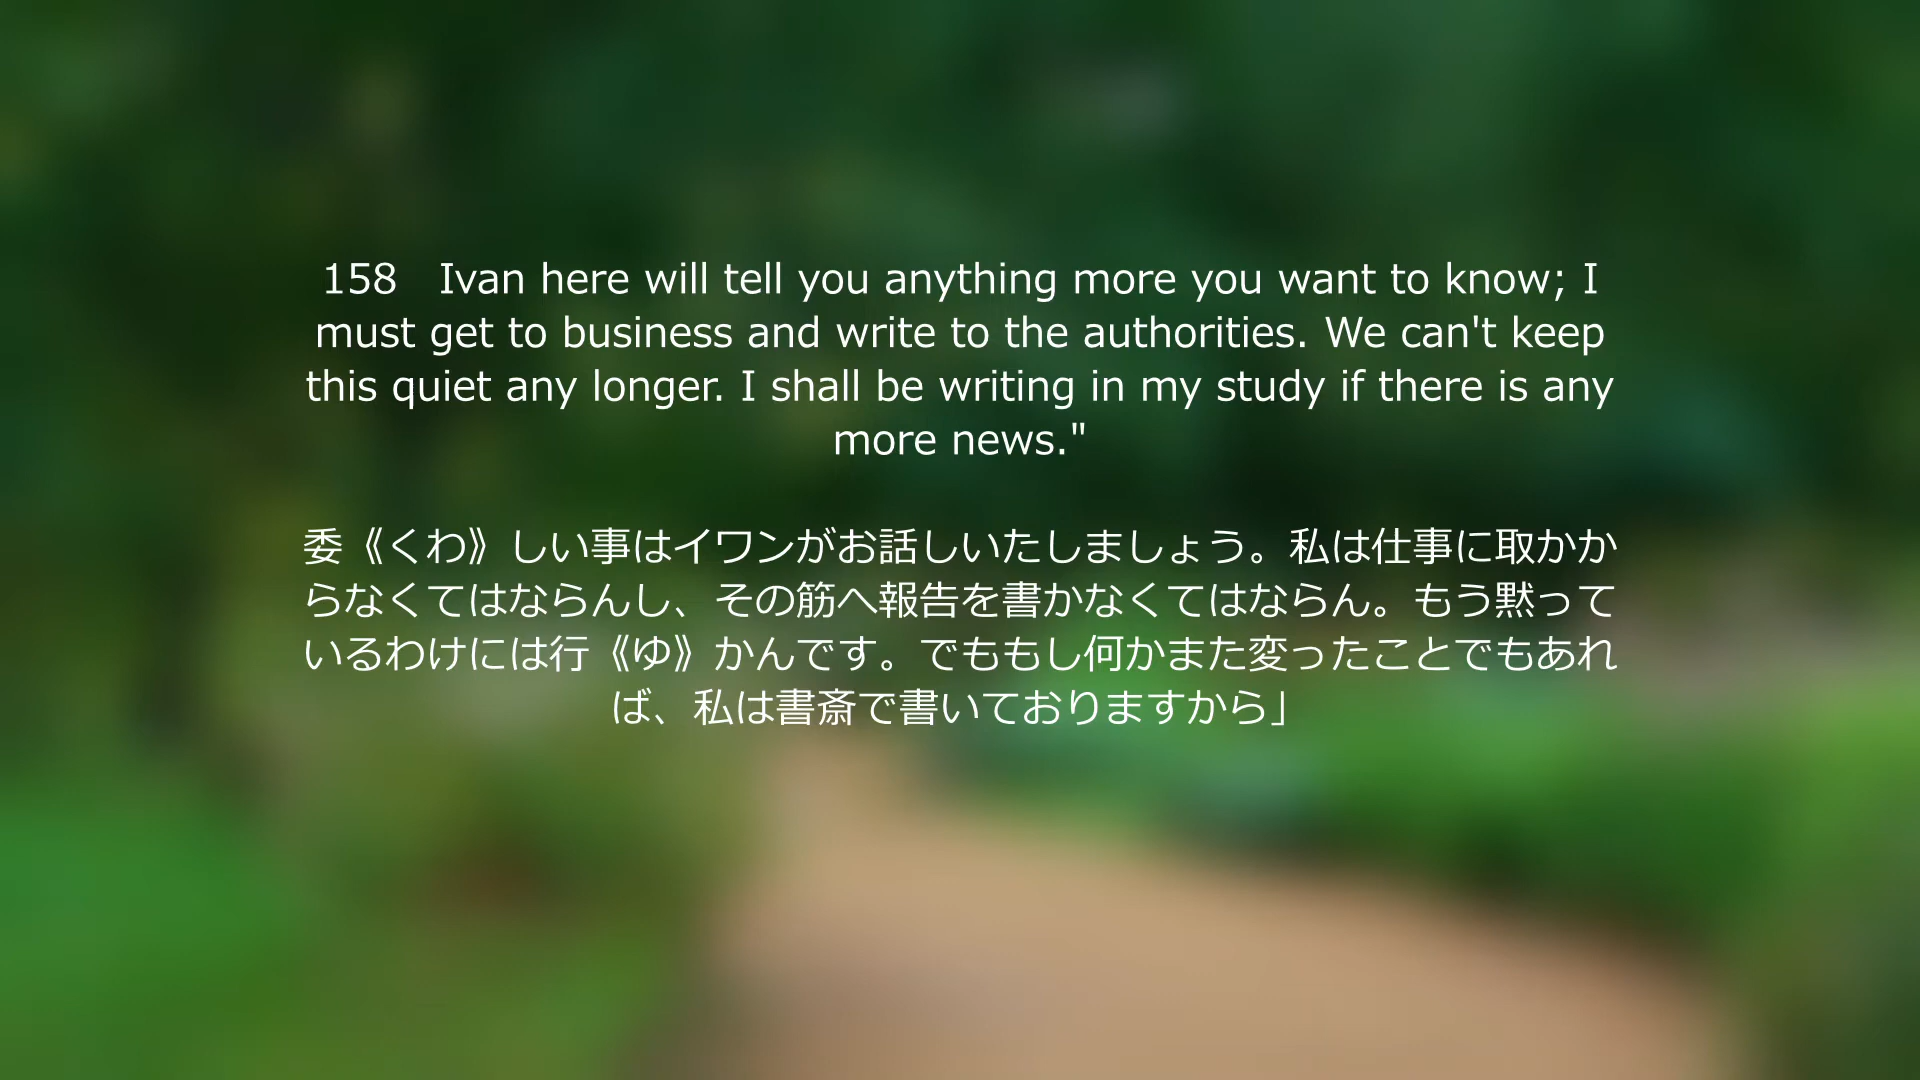 158　Ivan here will tell you anything more you want to know; I
must get to business and write to the authorities. We can't keep
this quiet any longer. I shall be writing in my study if there is any
more news."
委《くわ》しい事はイワンがお話しいたしましょう。私は仕事に取かか
らなくてはならんし、その筋へ報告を書かなくてはならん。もう黙って
いるわけには行《ゆ》かんです。でももし何かまた変ったことでもあれ
ば、私は書斎で書いておりますから」